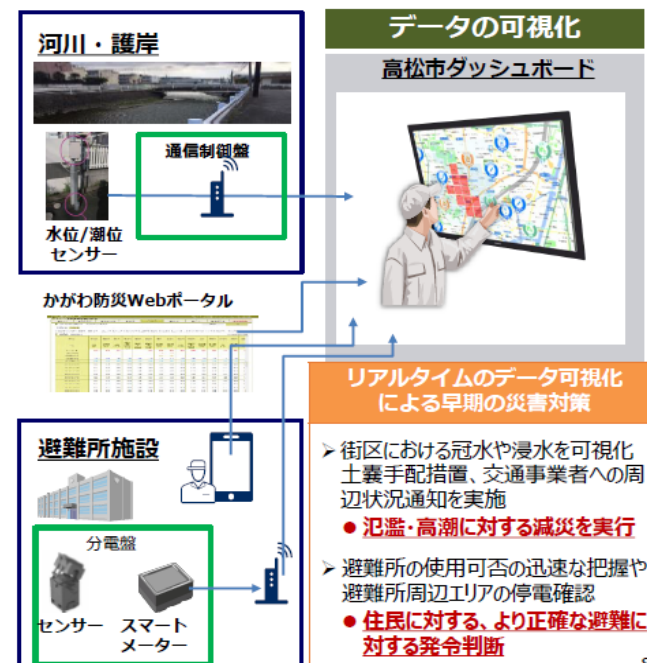 河川・護岸
通信制御盤
水位/潮位
センサー
かがわ防災Webポータル
避難所施設
分電盤
センサー
スマート
メーター
データの可視化
高松市ダッシュボード
リアルタイムのデータ可視化
による早期の災害対策
➢ 街区における冠水や浸水を可視化
土嚢手配措置、交通事業者への周
辺状況通知を実施
● 氾濫・高潮に対する減災を実行
➢ 避難所の使用可否の迅速な把握や
避難所周辺エリアの停電確認
● 住民に対する、より正確な避難に
対する発令判断